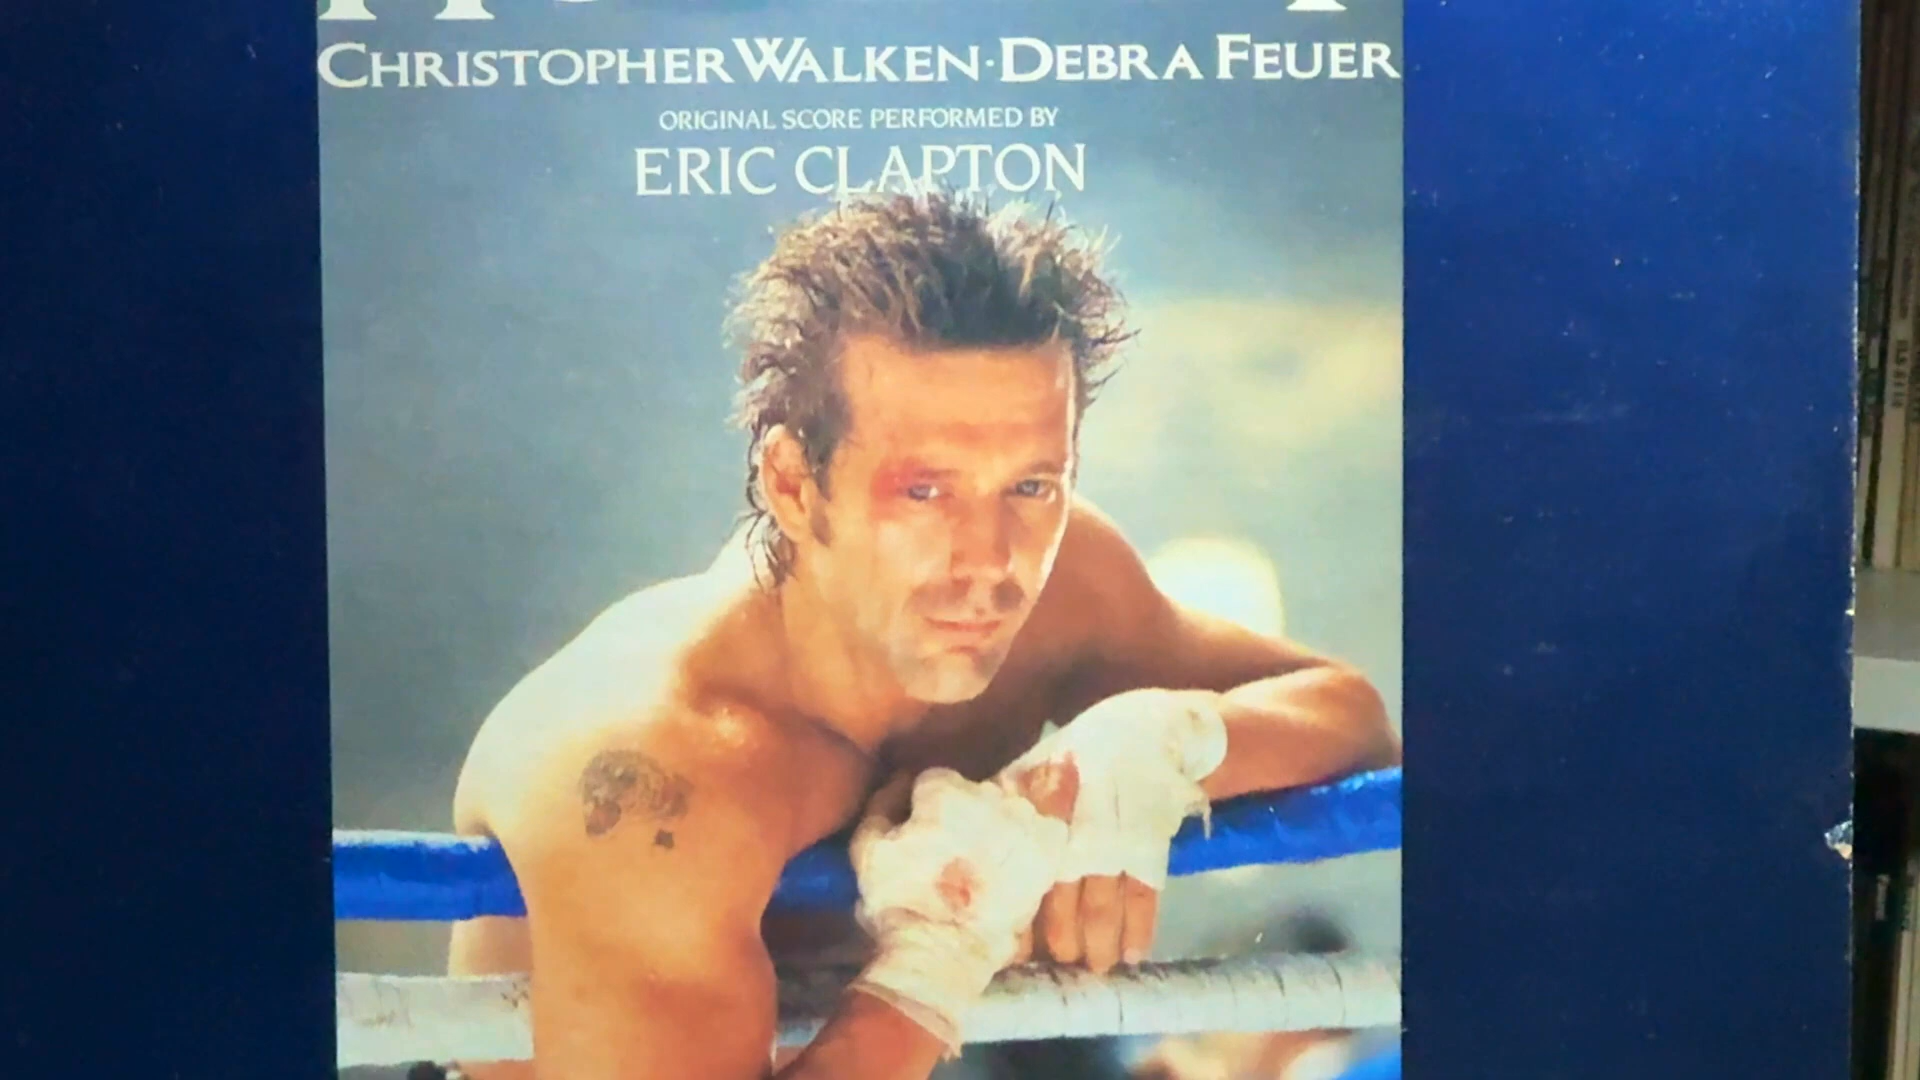 CHRISTOPHER WALKEN·DEBRA FEUER
ORIGINAL SCORE PERFORMED BY
ERIC CLAPTON